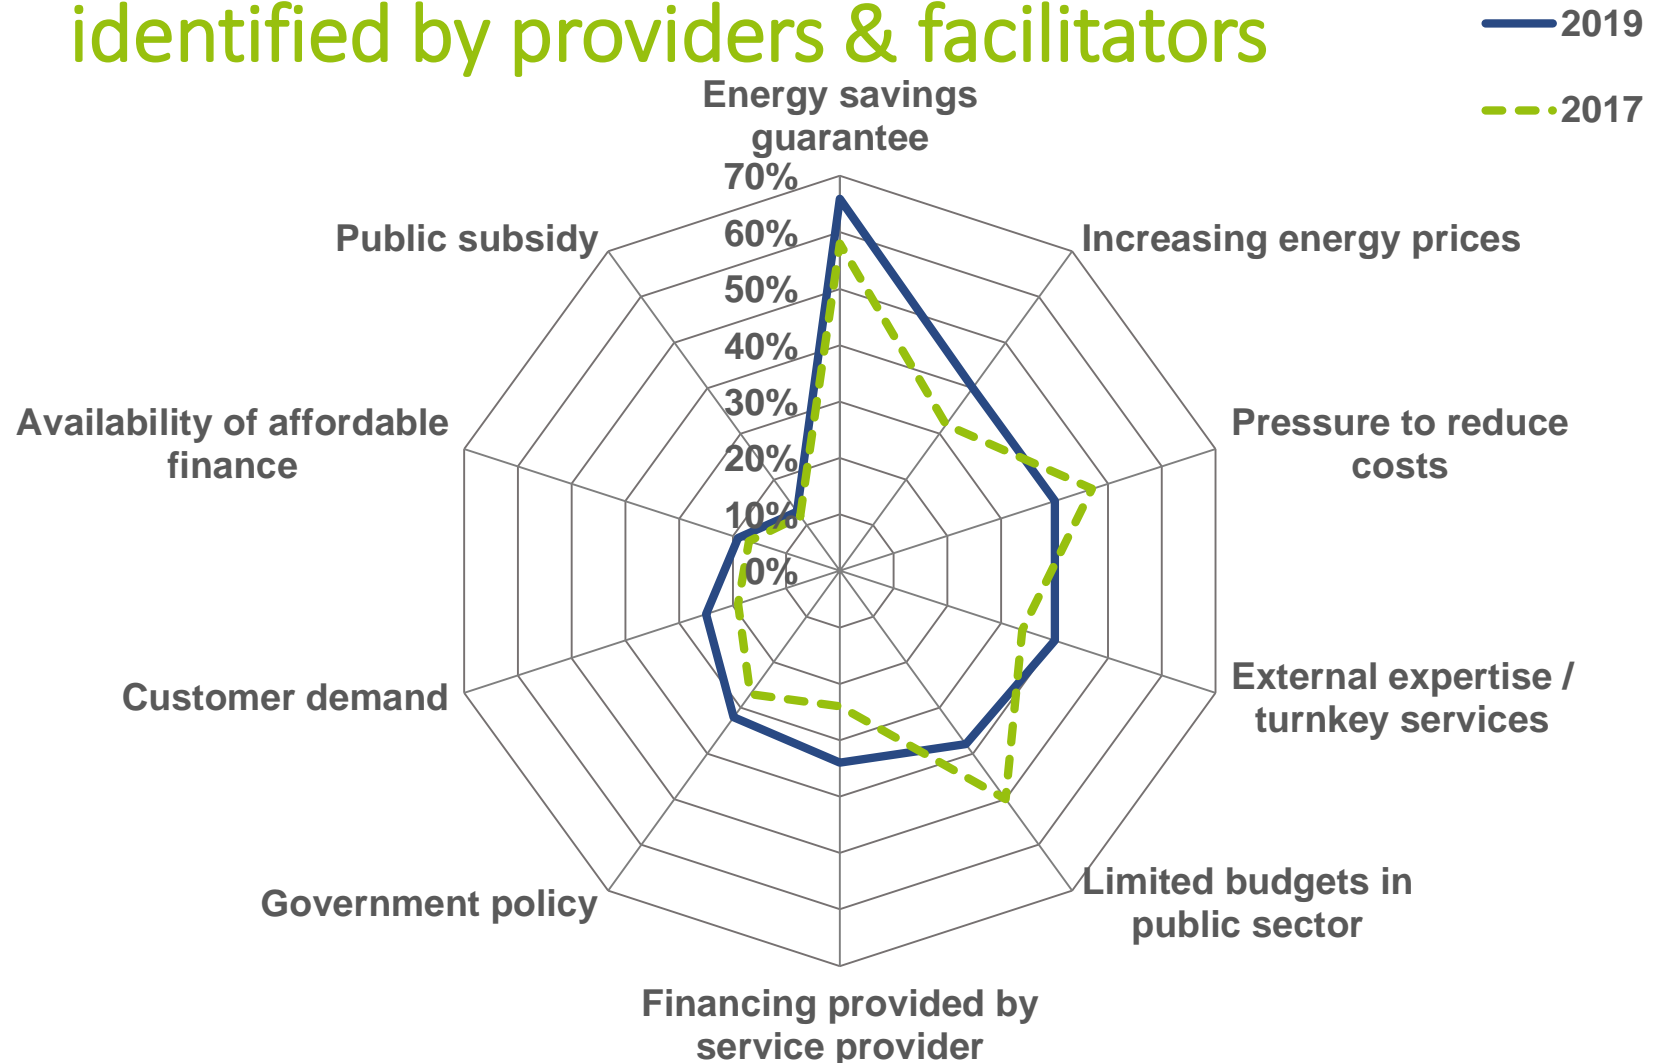 identified by providers & facilitators
2019
2017
Energy savings
guarantee
70%
60%
50%
40%
30%
20%
10%
0%
Increasing energy prices
Pressure to reduce
costs
External expertise /
turnkey services
Limited budgets in
public sector
Financing provided by
service provider
Government policy
Customer demand
Availability of affordable
finance
Public subsidy